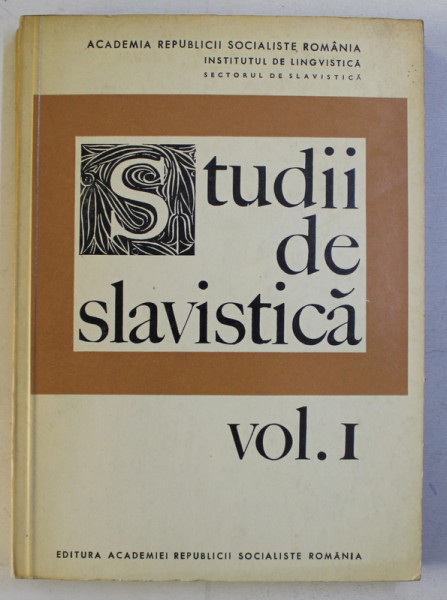 ACADEMIA REPUBLICII SOCIALISTE ROMÂNIA
INSTITUTUL DE LINGVISTICĂ
SECTORUL DE SLAVISTICĂ
Studii
de
slavistică
vol. I
EDITURA ACADEMIEI REPUBLICII SOCIALISTE ROMÂNIA